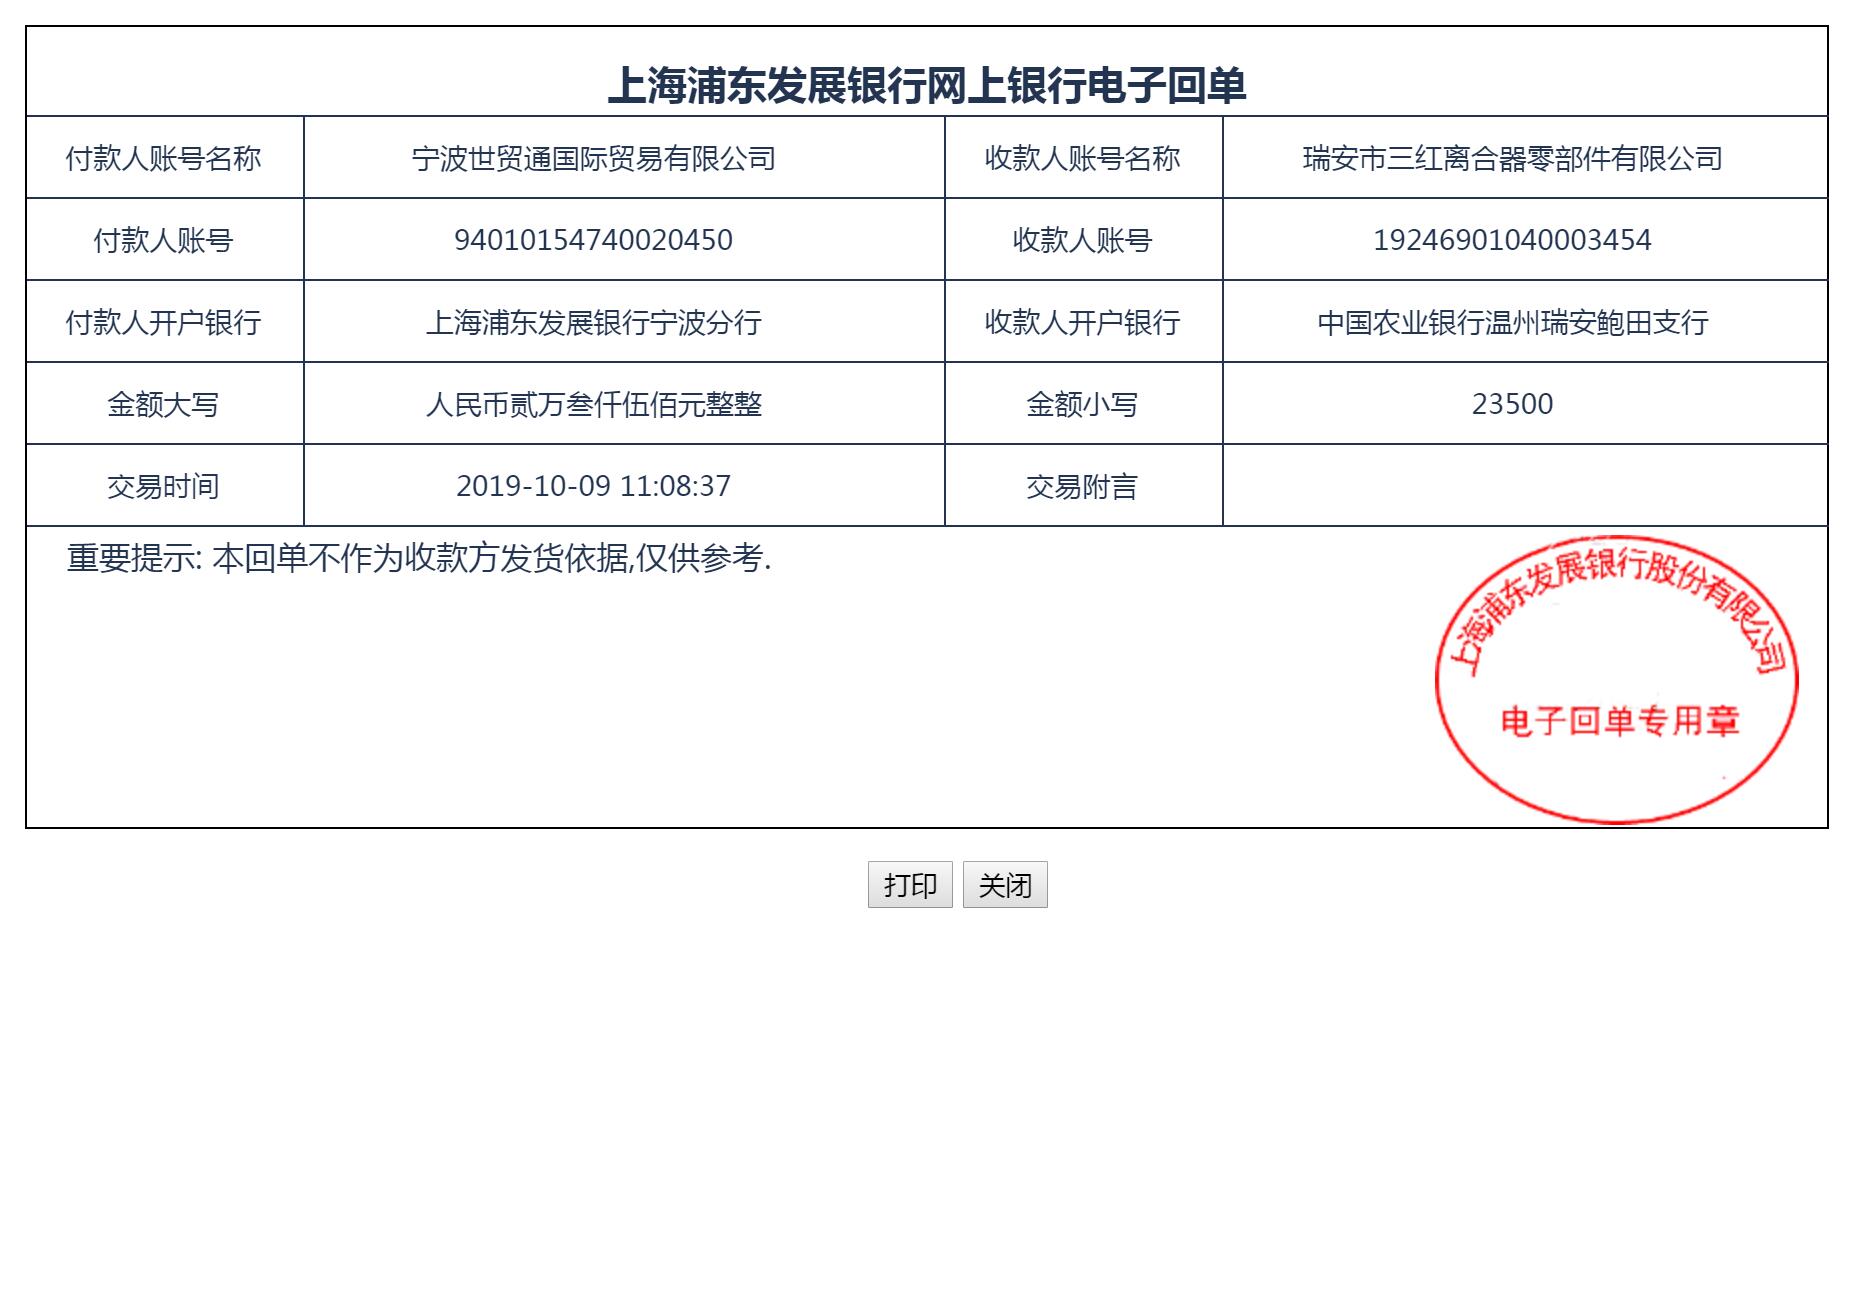 上海浦东发展银行网上银行电子回单
付款人账号名称 宁波世贸通国际贸易有限公司 收款人账号名称 瑞安市三红离合器零部件有限公司
付款人账号 94010154740020450 收款人账号 19246901040003454
付款人开户银行 上海浦东发展银行宁波分行 收款人开户银行 中国农业银行温州瑞安鲍田支行
金额大写 人民币贰万叁仟伍佰元整整 金额小写 23500
交易时间 2019-10-09 11:08:37 交易附言
重要提示: 本回单不作为收款方发货依据,仅供参考.
上海浦东发展银行股份有限公司
电子回单专用章
打印 关闭